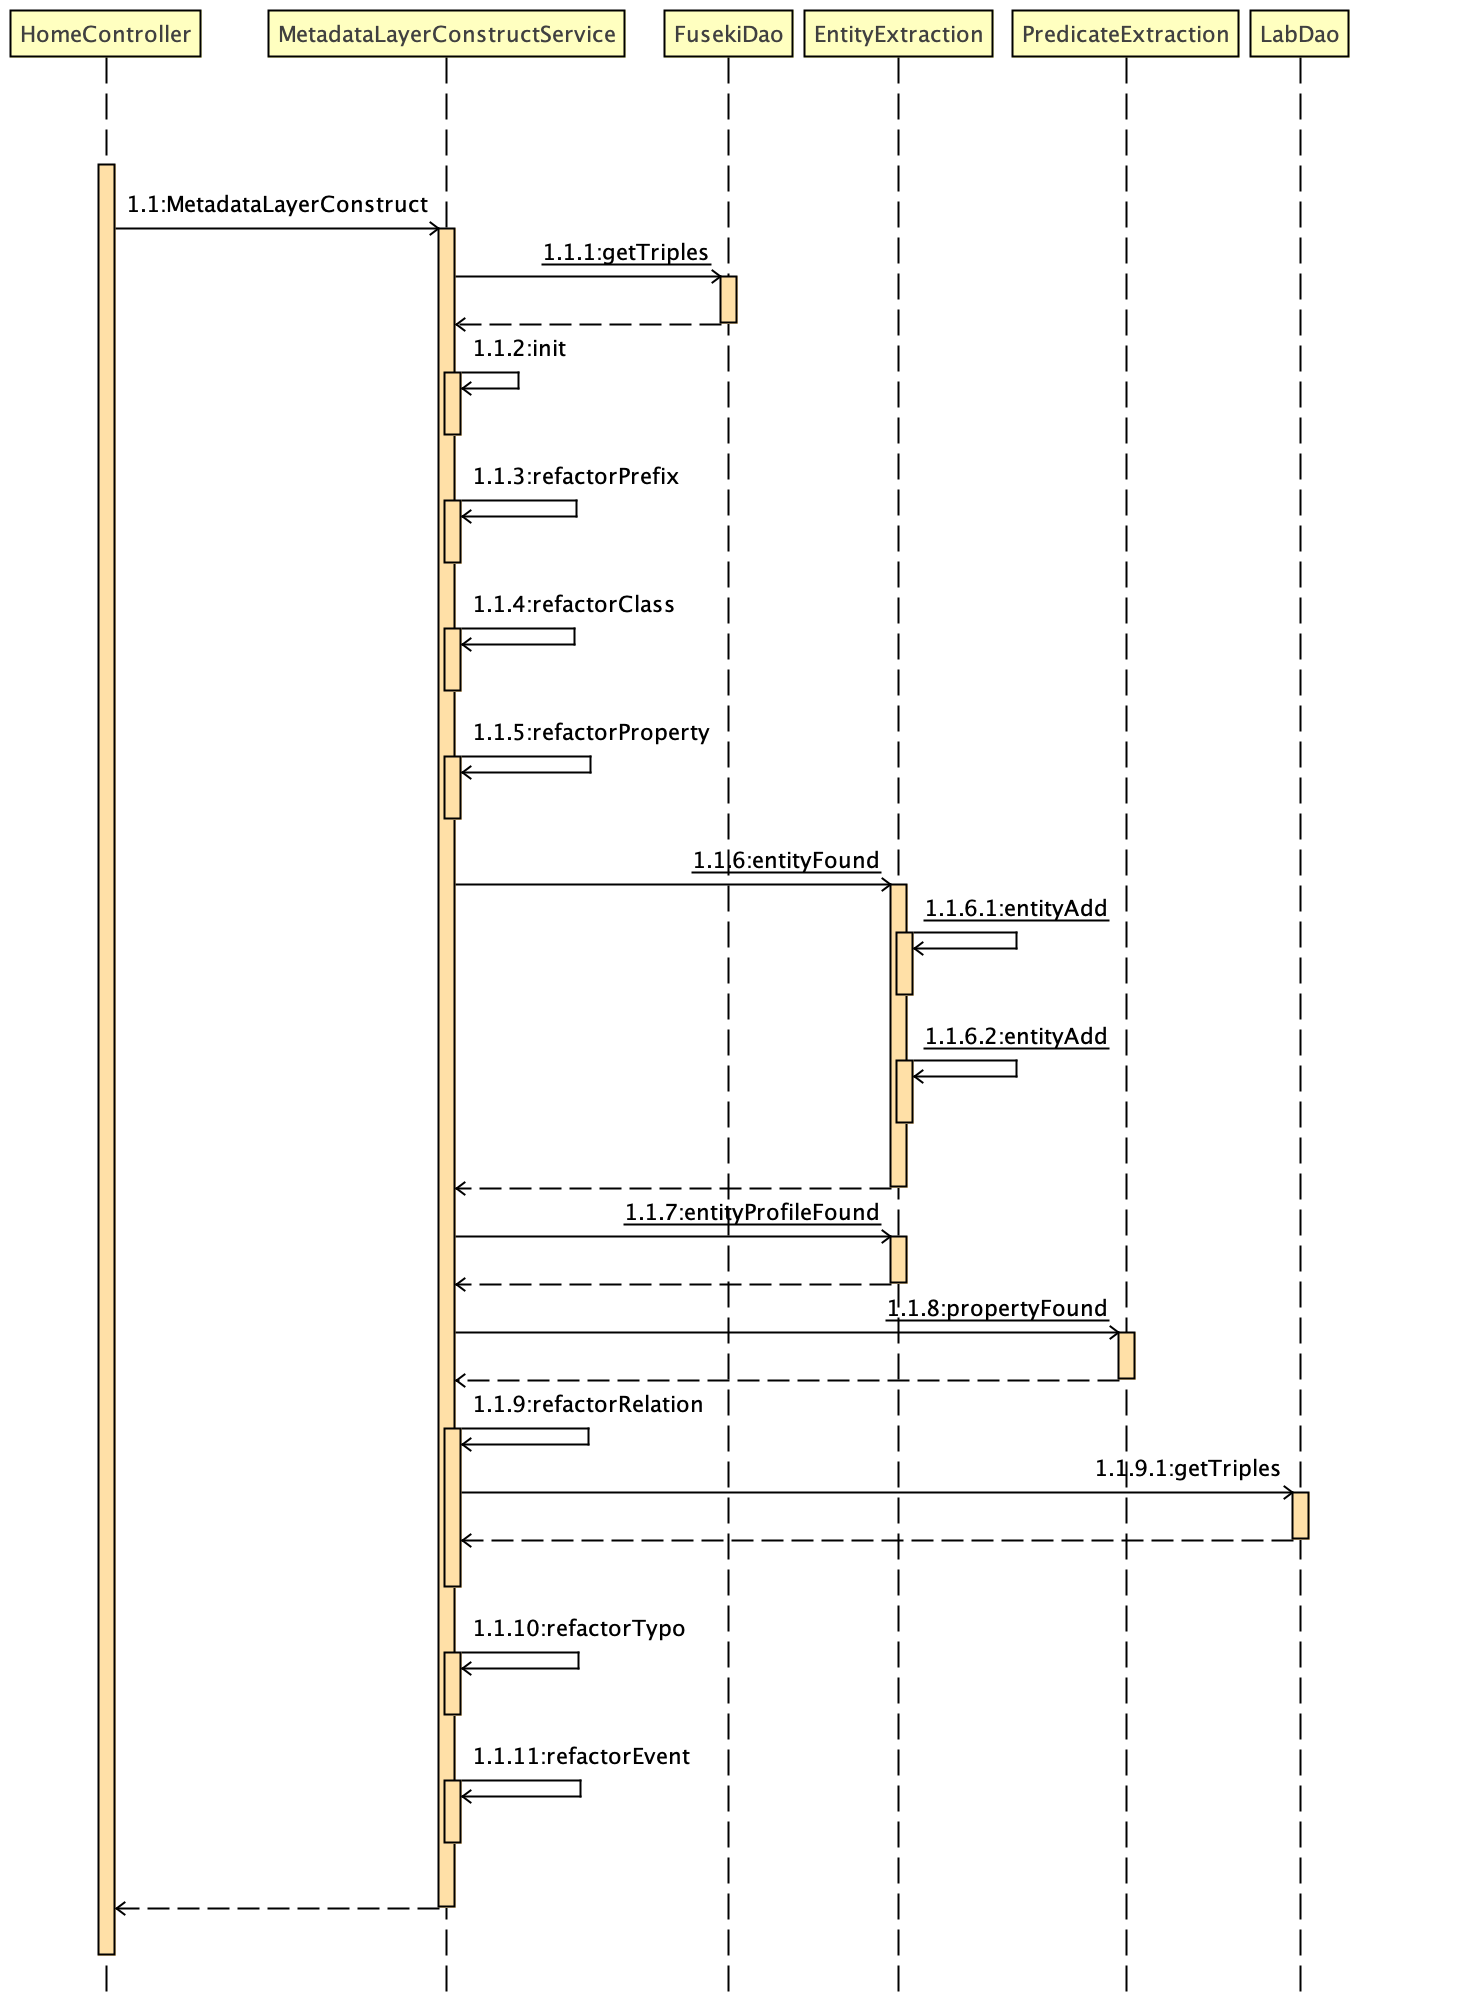 HomeController
MetadataLayerConstructService
FusekiDao
EntityExtraction
PredicateExtraction
LabDao
1.1:MetadataLayerConstruct
1.1.1:getTriples
1.1.2:init
1.1.3:refactorPrefix
1.1.4:refactorClass
1.1.5:refactorProperty
1.1.6:entityFound
1.1.6.1:entityAdd
1.1.6.2:entityAdd
1.1.7:entityProfileFound
1.1.8:propertyFound
1.1.9:refactorRelation
1.1.9.1:getTriples
1.1.10:refactorTypo
1.1.11:refactorEvent